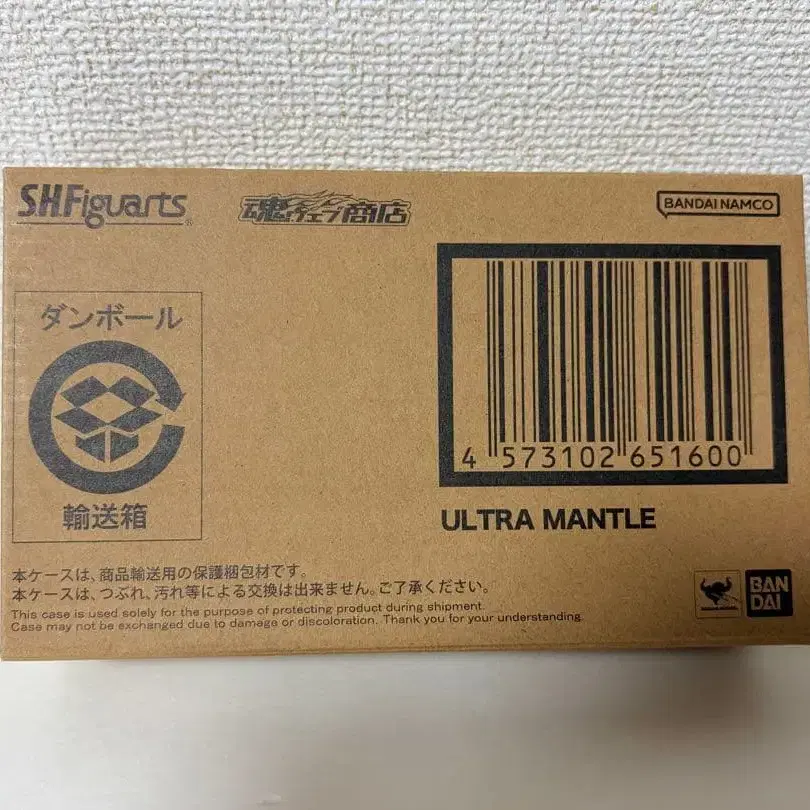 S.H.Figuarts®
魂ウェブ商店
BANDAI NAMCO
ダンボール
輸送箱
4 573102 651600
ULTRA MANTLE
本ケースは、商品輸送用の保護梱包材です。
本ケースは、つぶれ、汚れ等による交換は出来ません。ご了承ください。
This case is used solely for the purpose of protecting product during shipment.
Case may not be exchanged due to damage or discoloration. Thank you for your understanding.
BAN
DAI